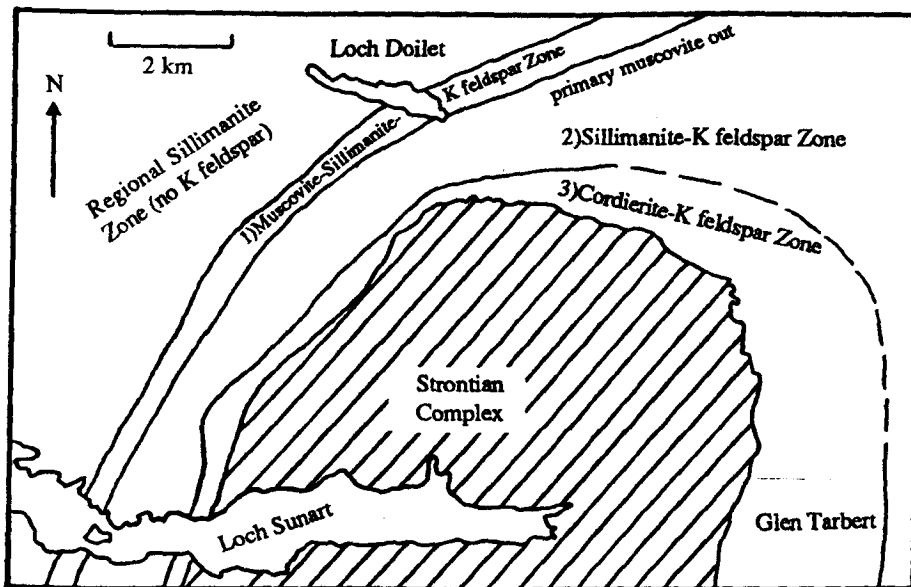 2 km
Loch Doilet
N
K feldspar Zone
primary muscovite out
Regional Sillimanite
Zone (no K feldspar)
1)Muscovite-Sillimanite-
2)Sillimanite-K feldspar Zone
3)Cordierite-K feldspar Zone
Strontian
Complex
Loch Sunart
Glen Tarbert